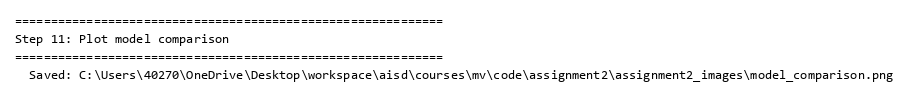 ============================================================
Step 11: Plot model comparison
============================================================
  Saved: C:\Users\40270\OneDrive\Desktop\workspace\aisd\courses\mv\code\assignment2\assignment2_images\model_comparison.png